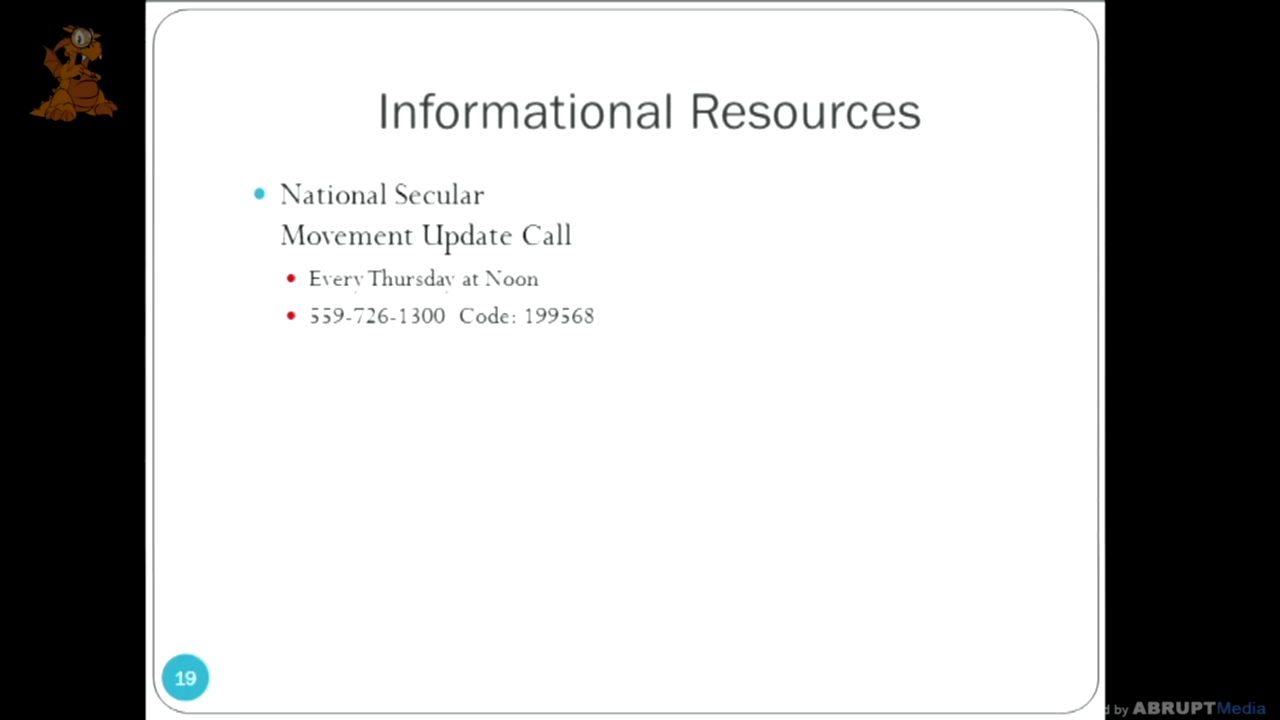 Informational Resources
National Secular
Movement Update Call
Every Thursday at Noon
559-726-1300 Code: 199568
19
d by ABRUPTMedia